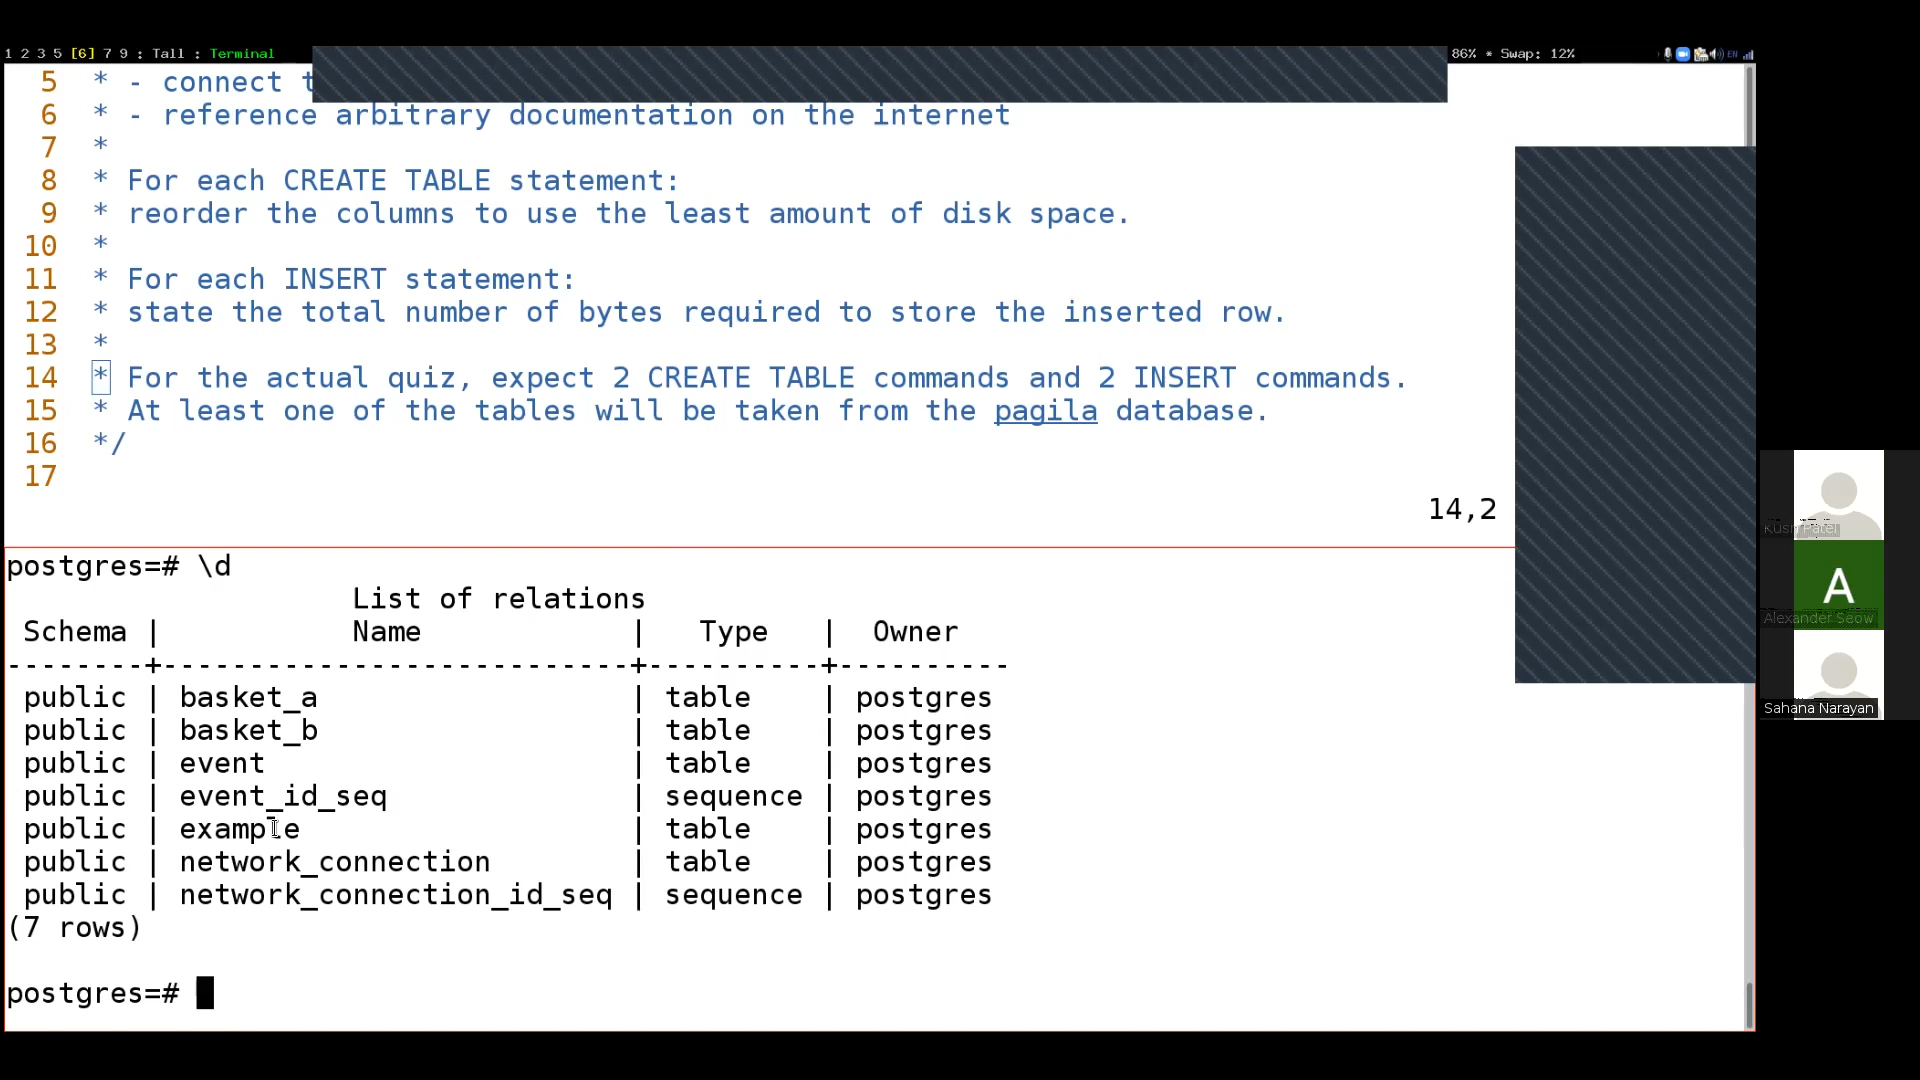 1 2 3 5 [6] 7 9 : Tall : Terminal
86% * Swap: 12%
EN
5 * - connect t
6 * - reference arbitrary documentation on the internet
7 *
8 * For each CREATE TABLE statement:
9 * reorder the columns to use the least amount of disk space.
10 *
11 * For each INSERT statement:
12 * state the total number of bytes required to store the inserted row.
13 *
14 * For the actual quiz, expect 2 CREATE TABLE commands and 2 INSERT commands.
15 * At least one of the tables will be taken from the pagila database.
16 */
17
14,2
postgres=# \d
List of relations
Schema | Name | Type | Owner
--------+---------------------------+----------+----------
public | basket_a | table | postgres
public | basket_b | table | postgres
public | event | table | postgres
public | event_id_seq | sequence | postgres
public | example | table | postgres
public | network_connection | table | postgres
public | network_connection_id_seq | sequence | postgres
(7 rows)
postgres=#
A
Alexander Seow
Sahana Narayan